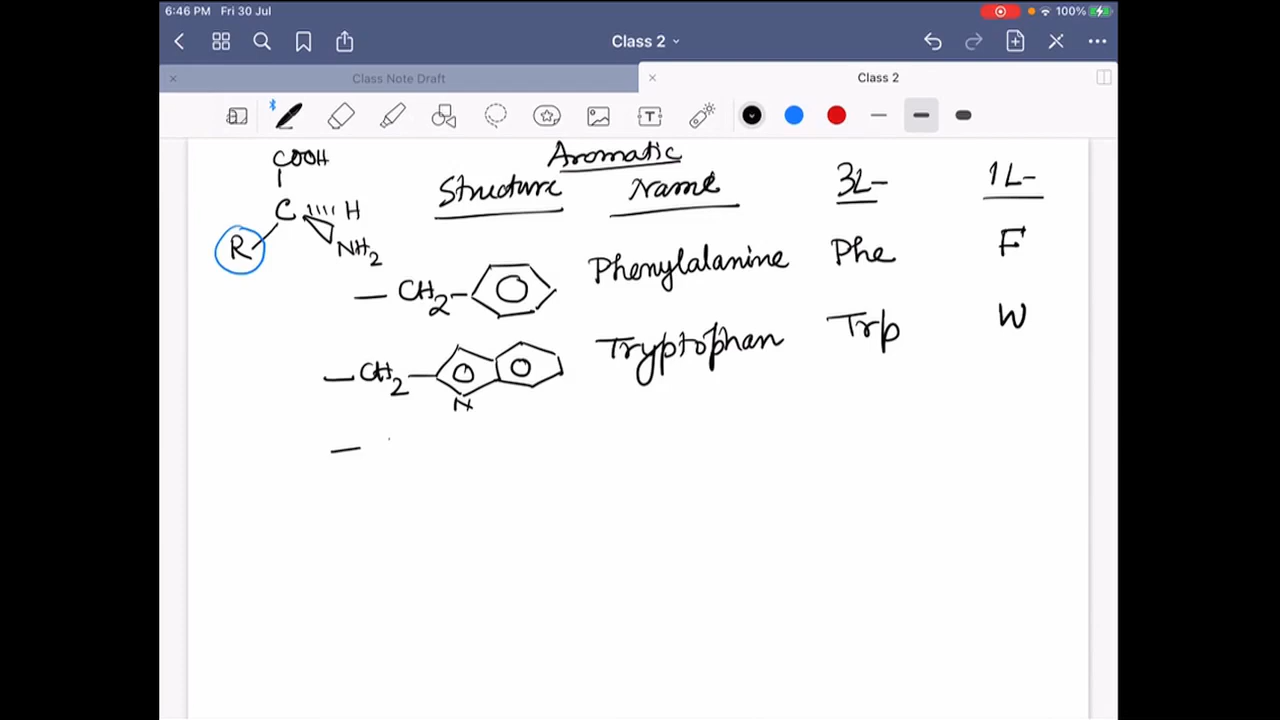 6:46 PM Fri 30 Jul
100%
Class 2
Class Note Draft
Class 2
T
COOH
Aromatic
Structure Name 3L- 1L-
C H
R
NH2
— CH2— Phenylalanine Phe F
— CH2— Tryptophan Trp W
N
—